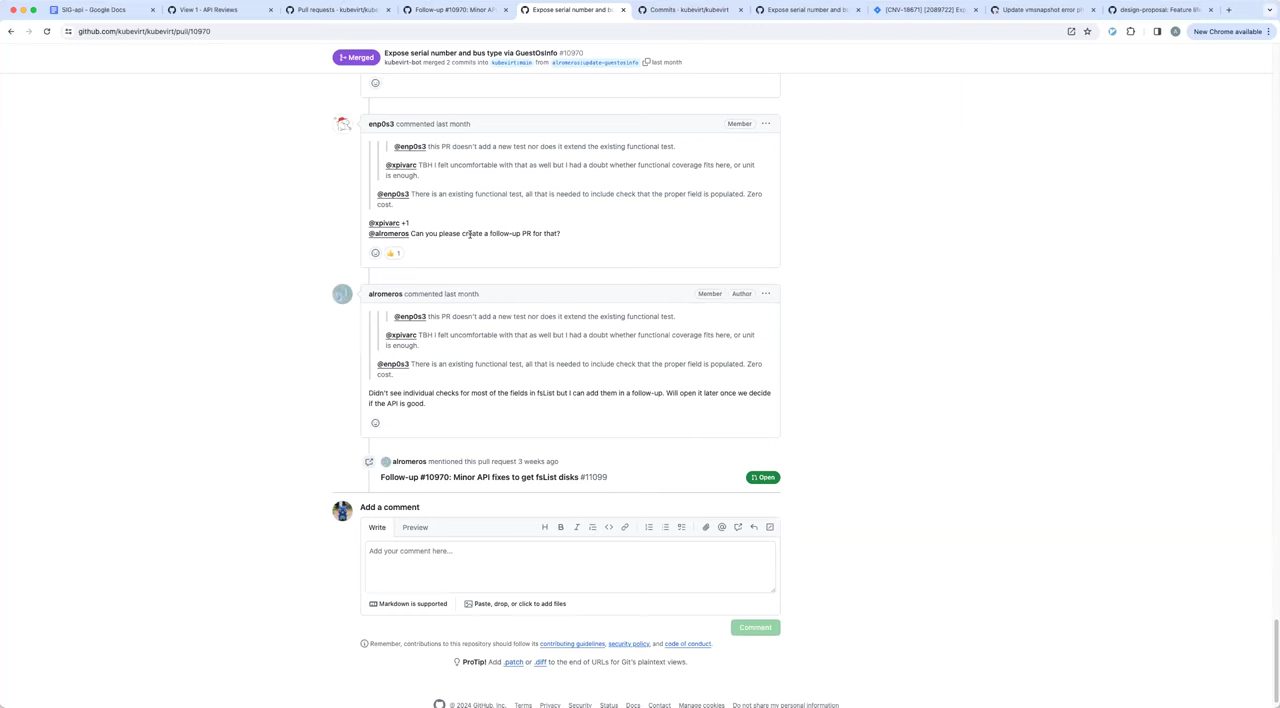 SIG-api - Google Docs
View 1 · API Reviews
Pull requests · kubevirt/kube
Follow-up #10970: Minor AP
Expose serial number and b
Commits · kubevirt/kubevirt
Expose serial number and bu
[CNV-18671] [2089722] Exp
Update vmsnapshot error p
design-proposal: Feature life
github.com/kubevirt/kubevirt/pull/10970
New Chrome available
Merged
Expose serial number and bus type via GuestOsInfo #10970
kubevirt-bot merged 2 commits into kubevirt:main from alromeros:update-guestosinfo last month
enp0s3 commented last month
Member
@enp0s3 this PR doesn't add a new test nor does it extend the existing functional test.
@xpivarc TBH I felt uncomfortable with that as well but I had a doubt whether functional coverage fits here, or unit
is enough.
@enp0s3 There is an existing functional test, all that is needed to include check that the proper field is populated. Zero
cost.
@xpivarc +1
@alromeros Can you please create a follow-up PR for that?
👍 1
alromeros commented last month
Member
Author
@enp0s3 this PR doesn't add a new test nor does it extend the existing functional test.
@xpivarc TBH I felt uncomfortable with that as well but I had a doubt whether functional coverage fits here, or unit
is enough.
@enp0s3 There is an existing functional test, all that is needed to include check that the proper field is populated. Zero
cost.
Didn't see individual checks for most of the fields in fsList but I can add them in a follow-up. Will open it later once we decide
if the API is good.
alromeros mentioned this pull request 3 weeks ago
Follow-up #10970: Minor API fixes to get fsList disks #11099
Open
Add a comment
Write
Preview
Add your comment here...
Markdown is supported
Paste, drop, or click to add files
Comment
Remember, contributions to this repository should follow its contributing guidelines, security policy, and code of conduct.
ProTip! Add .patch or .diff to the end of URLs for Git's plaintext views.
© 2024 GitHub, Inc. Terms Privacy Security Status Docs Contact Manage cookies Do not share my personal information